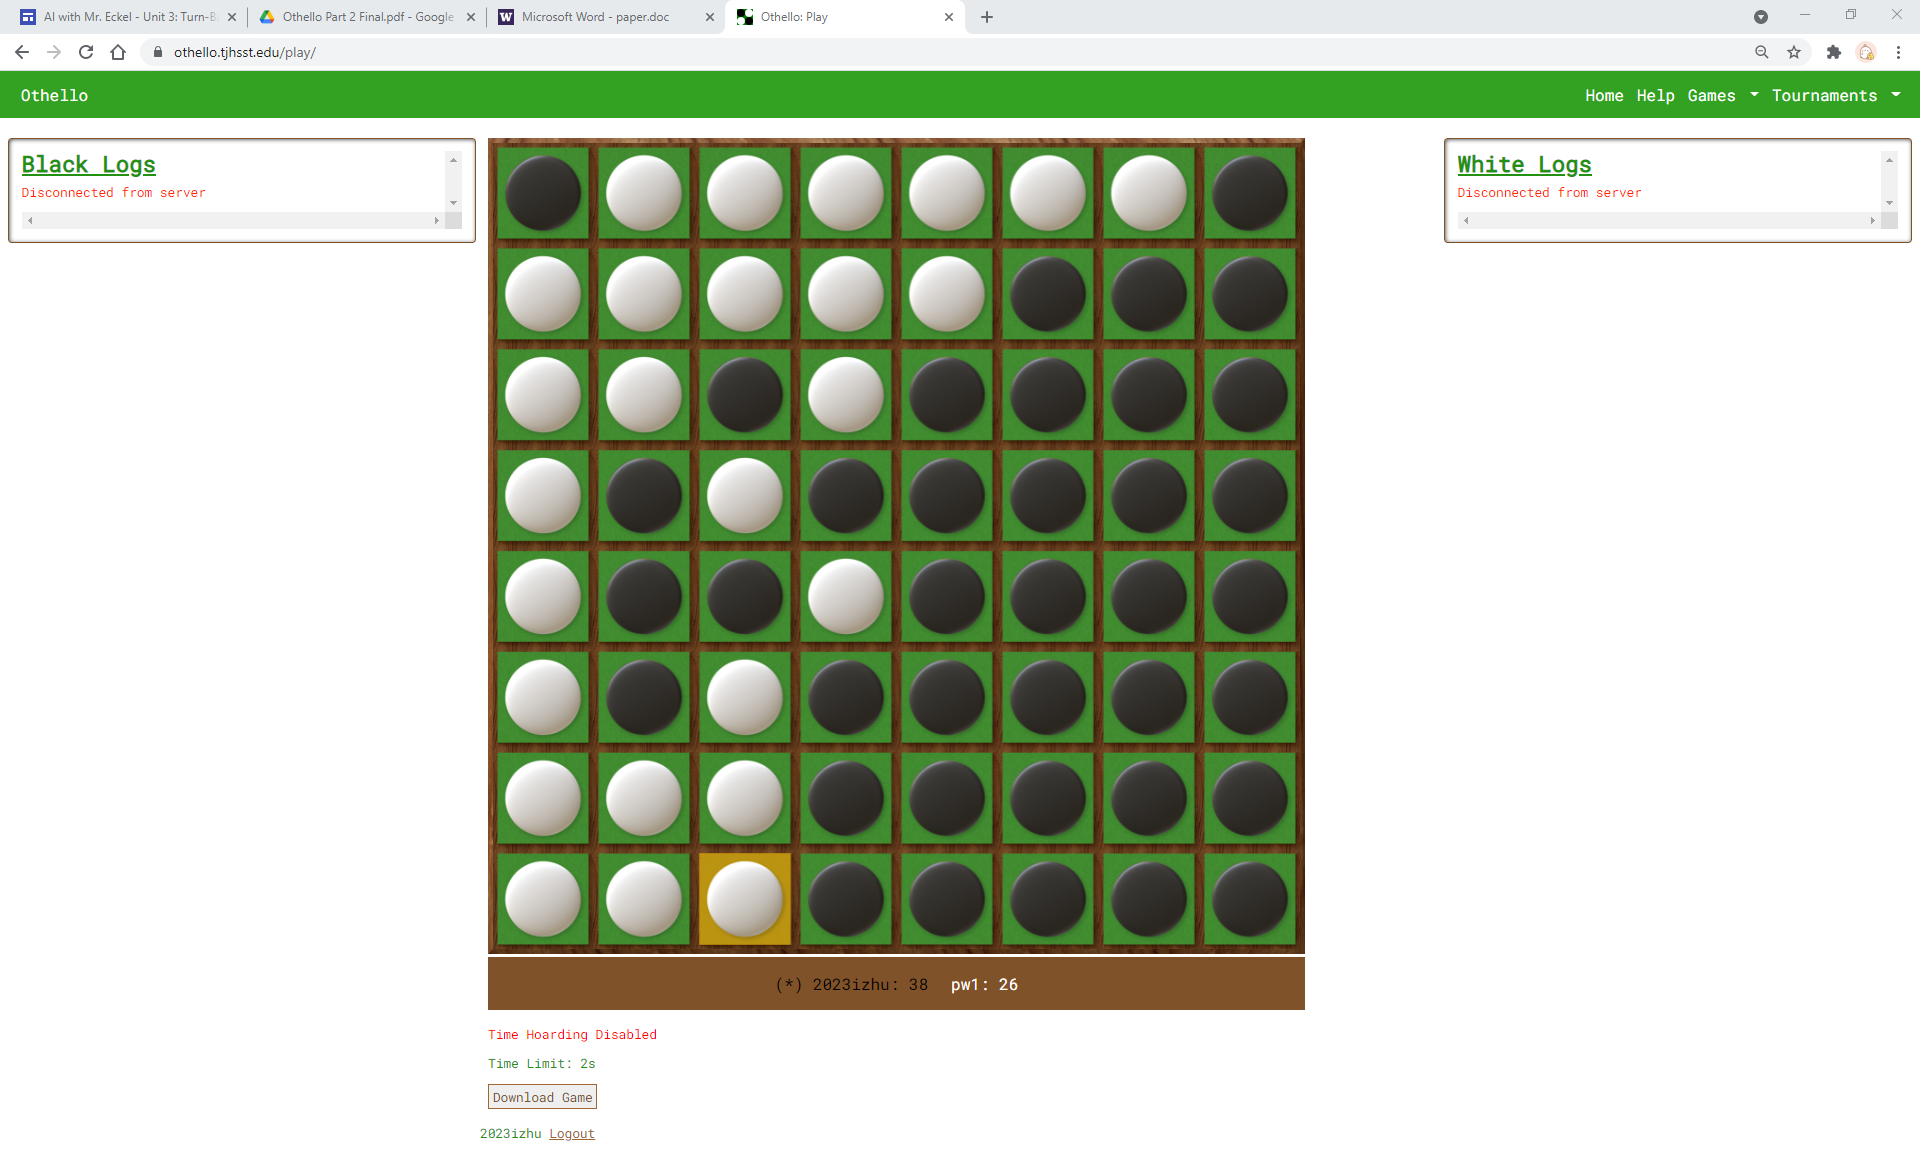 AI with Mr. Eckel - Unit 3: Turn-B
Othello Part 2 Final.pdf - Google
Microsoft Word - paper.doc
Othello: Play
othello.tjhsst.edu/play/
Othello
Home Help Games Tournaments
Black Logs
Disconnected from server
White Logs
Disconnected from server
(*) 2023izhu: 38 pw1: 26
Time Hoarding Disabled
Time Limit: 2s
Download Game
2023izhu Logout